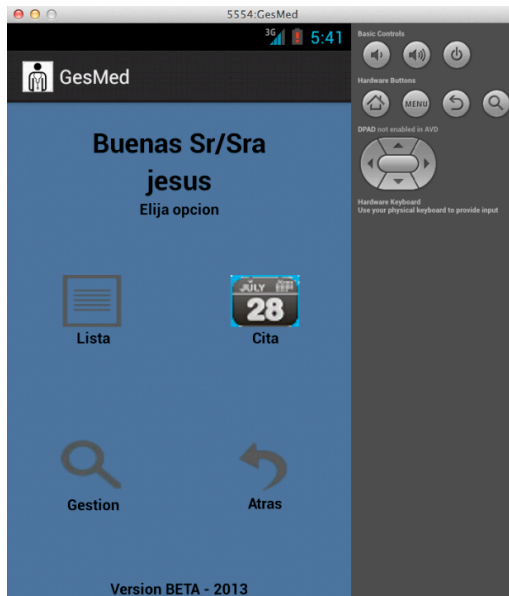 5554:GesMed
3G 5:41
GesMed
Buenas Sr/Sra
jesus
Elija opcion
JULY
28
Lista
Cita
Gestion
Atras
Version BETA - 2013
Basic Controls
Hardware Buttons
MENU
DPAD not enabled in AVD
Hardware Keyboard
Use your physical keyboard to provide input